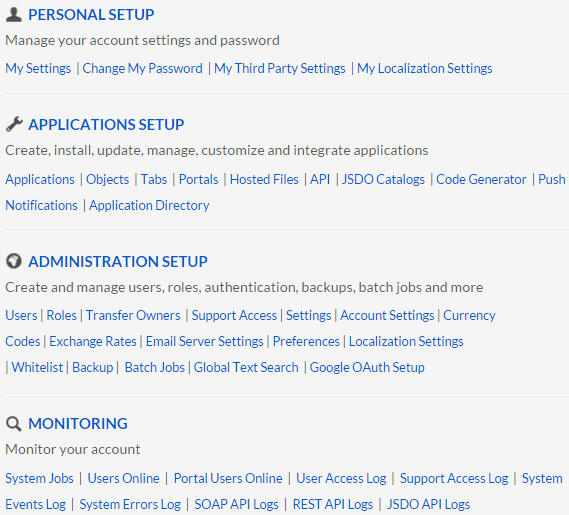 PERSONAL SETUP
Manage your account settings and password
My Settings | Change My Password | My Third Party Settings | My Localization Settings
APPLICATIONS SETUP
Create, install, update, manage, customize and integrate applications
Applications | Objects | Tabs | Portals | Hosted Files | API | JSDO Catalogs | Code Generator | Push
Notifications | Application Directory
ADMINISTRATION SETUP
Create and manage users, roles, authentication, backups, batch jobs and more
Users | Roles | Transfer Owners | Support Access | Settings | Account Settings | Currency
Codes | Exchange Rates | Email Server Settings | Preferences | Localization Settings
| Whitelist | Backup | Batch Jobs | Global Text Search | Google OAuth Setup
MONITORING
Monitor your account
System Jobs | Users Online | Portal Users Online | User Access Log | Support Access Log | System
Events Log | System Errors Log | SOAP API Logs | REST API Logs | JSDO API Logs